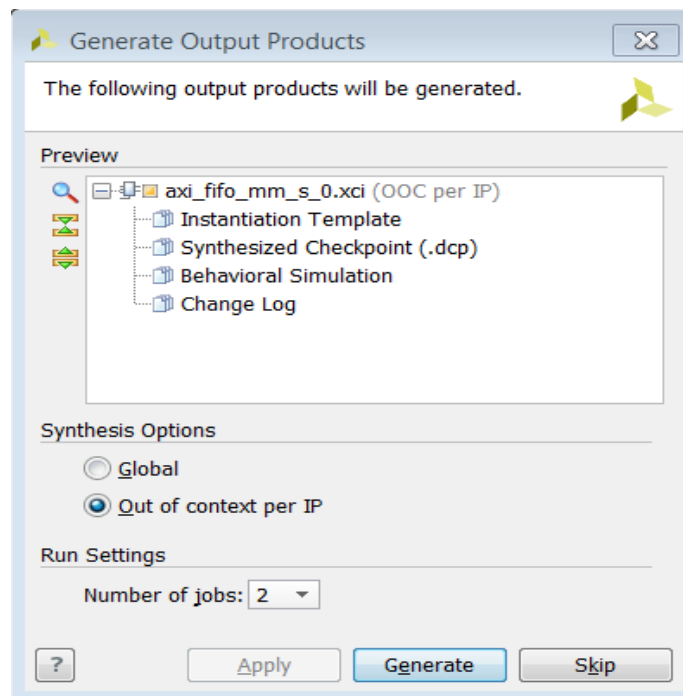 Generate Output Products
The following output products will be generated.
Preview
axi_fifo_mm_s_0.xci (OOC per IP)
Instantiation Template
Synthesized Checkpoint (.dcp)
Behavioral Simulation
Change Log
Synthesis Options
Global
Out of context per IP
Run Settings
Number of jobs: 2
? Apply Generate Skip